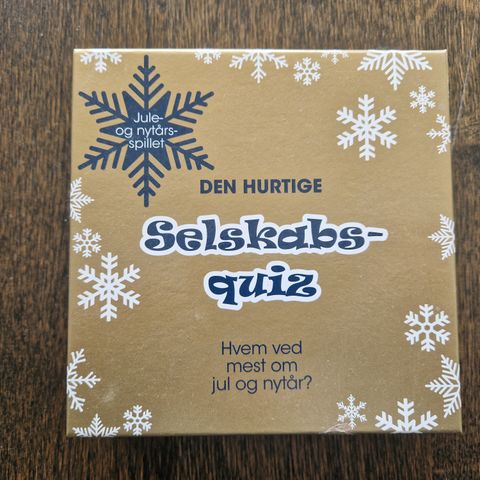 Jule-
og nytårs-
spillet
DEN HURTIGE
Selskabs-
quiz
Hvem ved
mest om
jul og nytår?